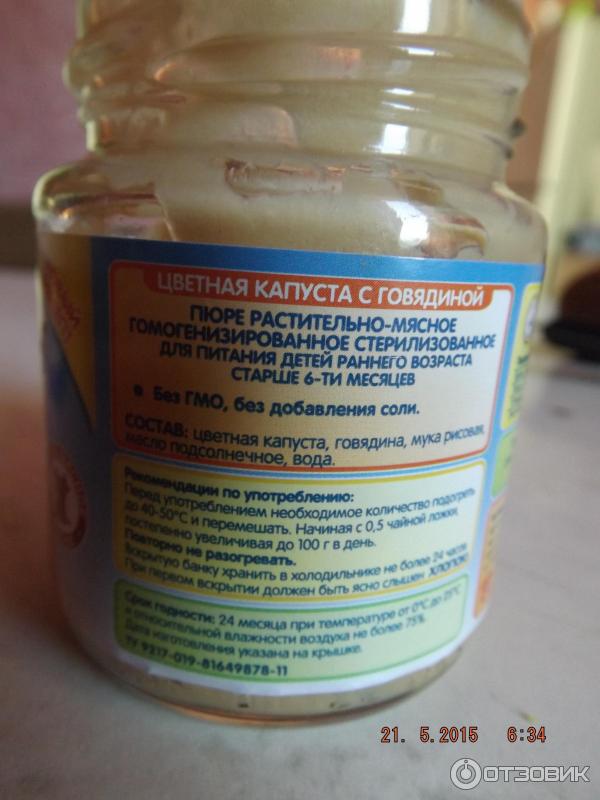 ЦВЕТНАЯ КАПУСТА С ГОВЯДИНОЙ
ПЮРЕ РАСТИТЕЛЬНО-МЯСНОЕ
ГОМОГЕНИЗИРОВАННОЕ СТЕРИЛИЗОВАННОЕ
ДЛЯ ПИТАНИЯ ДЕТЕЙ РАННЕГО ВОЗРАСТА
СТАРШЕ 6-ТИ МЕСЯЦЕВ
Без ГМО, без добавления соли.
СОСТАВ: цветная капуста, говядина, мука рисовая,
масло подсолнечное, вода.
Рекомендации по употреблению:
Перед употреблением необходимое количество подогреть
до 40-50°С и перемешать. Начиная с 0,5 чайной ложки,
постепенно увеличивая до 100 г в день.
Повторно не разогревать.
Вскрытую банку хранить в холодильнике не более 24 часов.
При первом вскрытии должен быть ясно слышен ХЛОПОК!
Срок годности: 24 месяца при температуре от 0°С до 25°С
и относительной влажности воздуха не более 75%.
Дата изготовления указана на крышке.
ТУ 9217-019-81649878-11
21. 5.2015 6:34
ОТЗОВИК